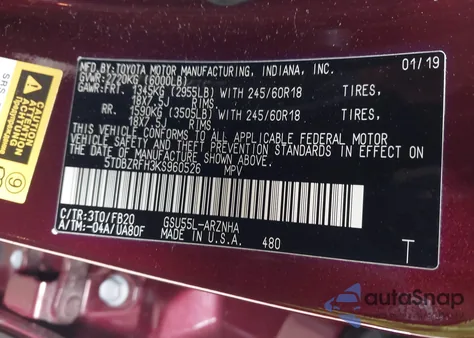 MFD. BY TOYOTA MOTOR MANUFACTURING, INDIANA, INC. 01/19
GVWR: 2720KG (6000LB)
GAWR:FRT. 1345KG (2955LB) WITH 245/60R18 TIRES,
18X7.5J RIMS.
RR. 1590KG (3505LB) WITH 245/60R18 TIRES,
18X7.5J RIMS.
THIS VEHICLE CONFORMS TO ALL APPLICABLE FEDERAL MOTOR
VEHICLE SAFETY AND THEFT PREVENTION STANDARDS IN EFFECT
ON THE DATE OF MANUFACTURE SHOWN ABOVE.
5TDBZRFH3KS960526 MPV
C/TR:3T0/FB20 GSU55L-ARZNHA
A/TM:-04A/UA80F MADE IN U.S.A. 480 T
SRS
CAUTION
ATTENTION
autoSnap